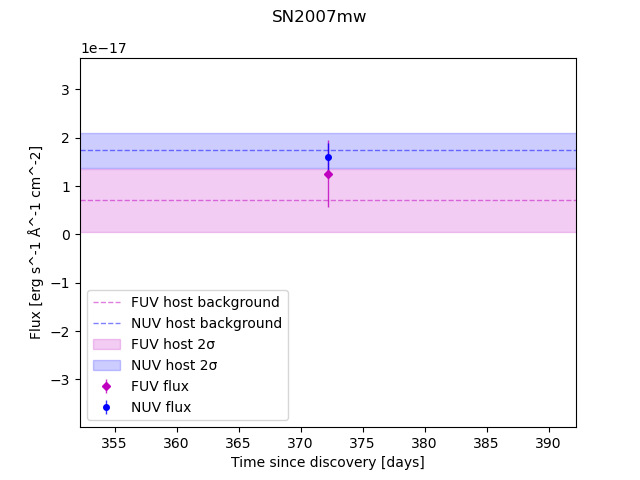 SN2007mw
1e−17
3
2
1
0
−1
−2
−3
Flux [erg s^-1 Å^-1 cm^-2]
FUV host background
NUV host background
FUV host 2σ
NUV host 2σ
FUV flux
NUV flux
355 360 365 370 375 380 385 390
Time since discovery [days]